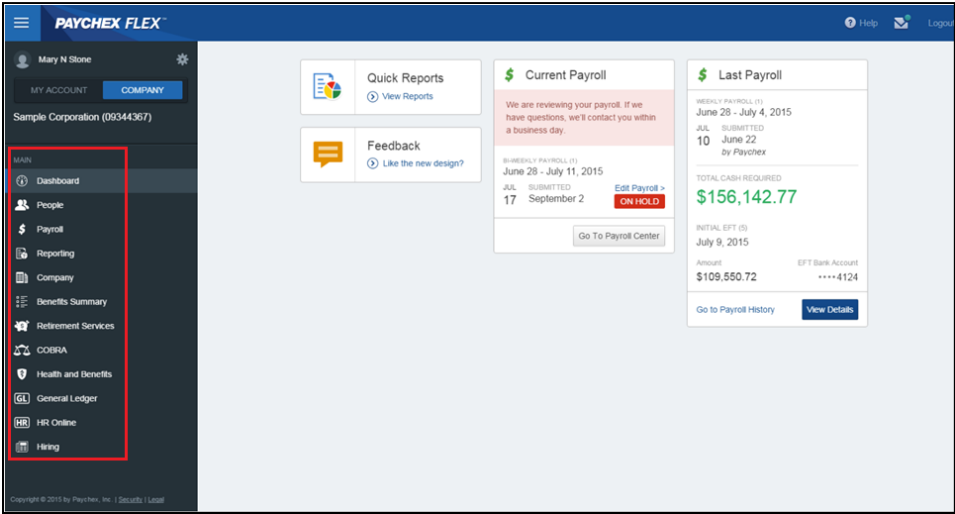 PAYCHEX FLEX
Help
Logout
Mary N Stone
MY ACCOUNT COMPANY
Sample Corporation (09344367)
MAIN
Dashboard
People
$ Payroll
Reporting
Company
Benefits Summary
Retirement Services
COBRA
Health and Benefits
GL General Ledger
HR HR Online
Hiring
Copyright © 2015 by Paychex, Inc. | Security | Legal
Quick Reports
View Reports
Feedback
Like the new design?
$ Current Payroll
We are reviewing your payroll. If we
have questions, we'll contact you within
a business day.
BI-WEEKLY PAYROLL (1)
June 28 - July 11, 2015
JUL SUBMITTED Edit Payroll >
17 September 2 ON HOLD
Go To Payroll Center
$ Last Payroll
WEEKLY PAYROLL (1)
June 28 - July 4, 2015
JUL SUBMITTED
10 June 22
by Paychex
TOTAL CASH REQUIRED
$156,142.77
INITIAL EFT (5)
July 9, 2015
Amount EFT Bank Account
$109,550.72 ••••4124
Go to Payroll History View Details